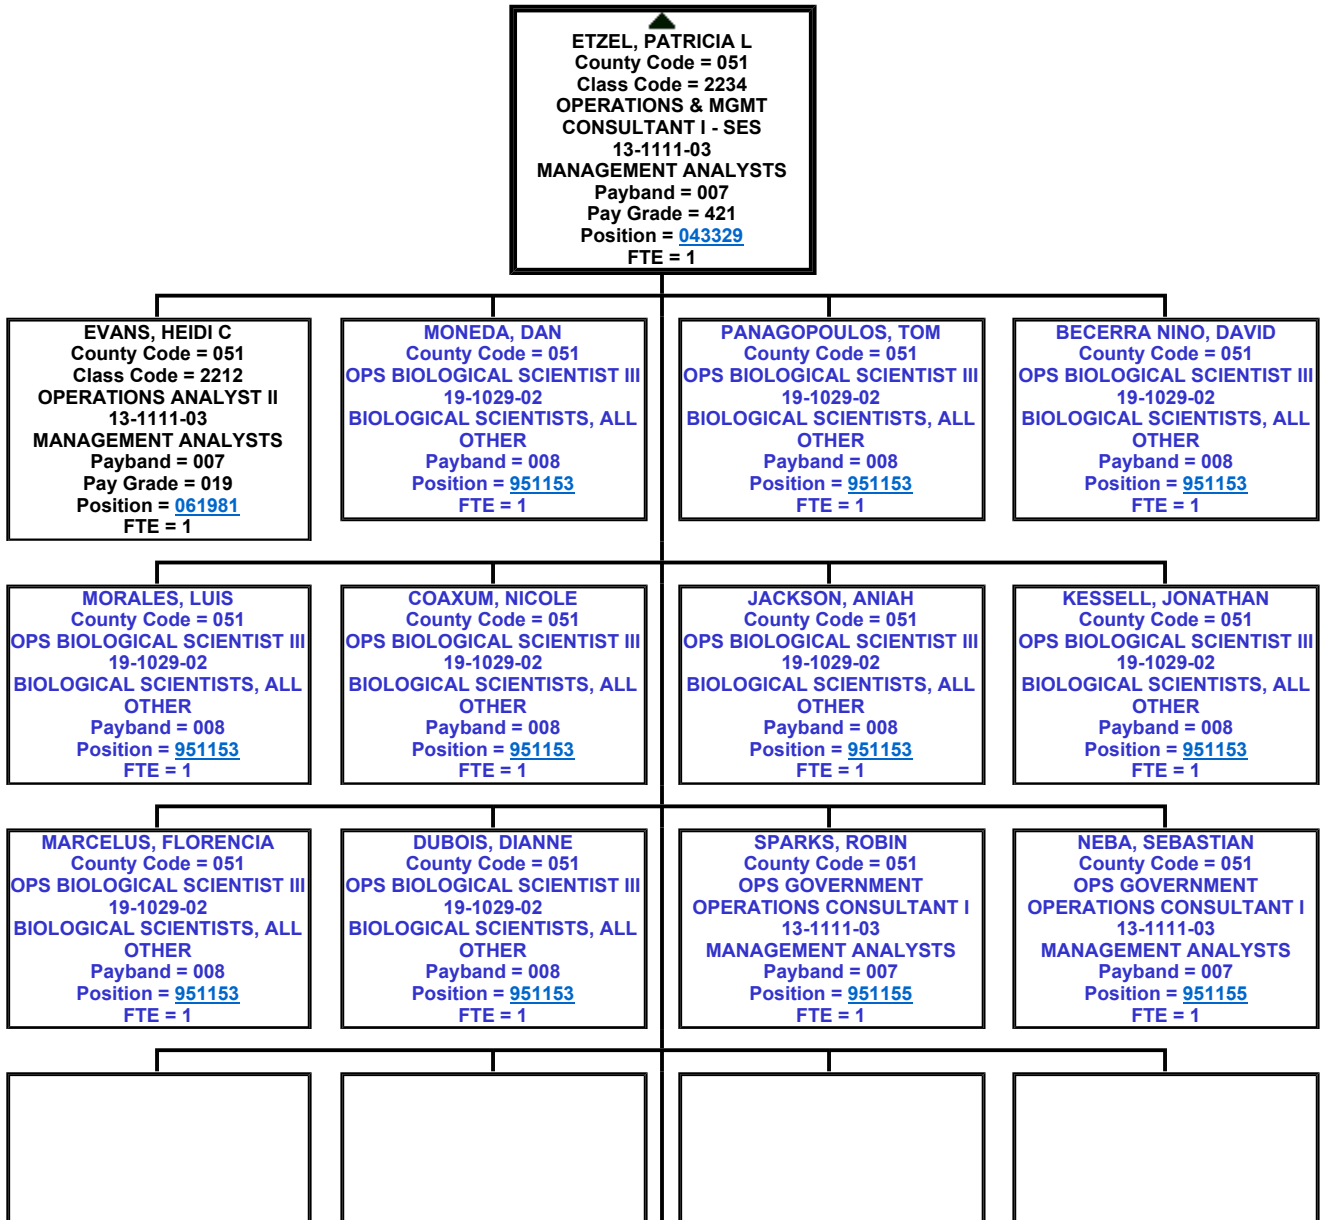 ETZEL, PATRICIA L
County Code = 051
Class Code = 2234
OPERATIONS & MGMT
CONSULTANT I - SES
13-1111-03
MANAGEMENT ANALYSTS
Payband = 007
Pay Grade = 421
Position = 043329
FTE = 1
EVANS, HEIDI C
County Code = 051
Class Code = 2212
OPERATIONS ANALYST II
13-1111-03
MANAGEMENT ANALYSTS
Payband = 007
Pay Grade = 019
Position = 061981
FTE = 1
MONEDA, DAN
County Code = 051
OPS BIOLOGICAL SCIENTIST III
19-1029-02
BIOLOGICAL SCIENTISTS, ALL
OTHER
Payband = 008
Position = 951153
FTE = 1
PANAGOPOULOS, TOM
County Code = 051
OPS BIOLOGICAL SCIENTIST III
19-1029-02
BIOLOGICAL SCIENTISTS, ALL
OTHER
Payband = 008
Position = 951153
FTE = 1
BECERRA NINO, DAVID
County Code = 051
OPS BIOLOGICAL SCIENTIST III
19-1029-02
BIOLOGICAL SCIENTISTS, ALL
OTHER
Payband = 008
Position = 951153
FTE = 1
MORALES, LUIS
County Code = 051
OPS BIOLOGICAL SCIENTIST III
19-1029-02
BIOLOGICAL SCIENTISTS, ALL
OTHER
Payband = 008
Position = 951153
FTE = 1
COAXUM, NICOLE
County Code = 051
OPS BIOLOGICAL SCIENTIST III
19-1029-02
BIOLOGICAL SCIENTISTS, ALL
OTHER
Payband = 008
Position = 951153
FTE = 1
JACKSON, ANIAH
County Code = 051
OPS BIOLOGICAL SCIENTIST III
19-1029-02
BIOLOGICAL SCIENTISTS, ALL
OTHER
Payband = 008
Position = 951153
FTE = 1
KESSELL, JONATHAN
County Code = 051
OPS BIOLOGICAL SCIENTIST III
19-1029-02
BIOLOGICAL SCIENTISTS, ALL
OTHER
Payband = 008
Position = 951153
FTE = 1
MARCELUS, FLORENCIA
County Code = 051
OPS BIOLOGICAL SCIENTIST III
19-1029-02
BIOLOGICAL SCIENTISTS, ALL
OTHER
Payband = 008
Position = 951153
FTE = 1
DUBOIS, DIANNE
County Code = 051
OPS BIOLOGICAL SCIENTIST III
19-1029-02
BIOLOGICAL SCIENTISTS, ALL
OTHER
Payband = 008
Position = 951153
FTE = 1
SPARKS, ROBIN
County Code = 051
OPS GOVERNMENT
OPERATIONS CONSULTANT I
13-1111-03
MANAGEMENT ANALYSTS
Payband = 007
Position = 951155
FTE = 1
NEBA, SEBASTIAN
County Code = 051
OPS GOVERNMENT
OPERATIONS CONSULTANT I
13-1111-03
MANAGEMENT ANALYSTS
Payband = 007
Position = 951155
FTE = 1